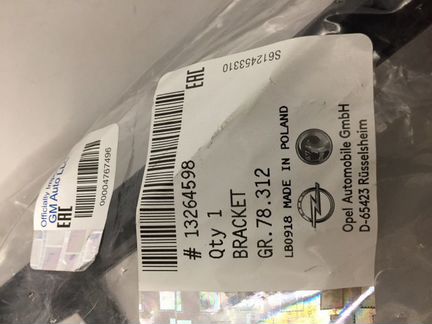 EAC
S612453310
# 13264598
Qty 1
BRACKET
GR.78.312
LB0918 MADE IN POLAND
Opel Automobile GmbH
D-65423 Rüsselsheim
Officially
GM Auto
EAC
00004767496